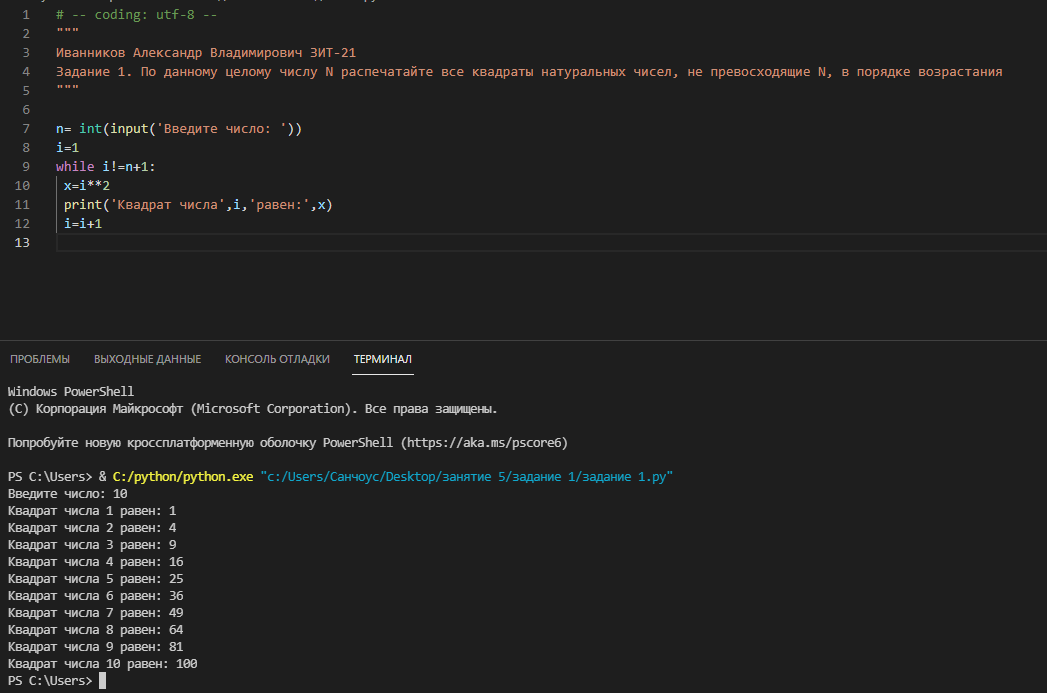 1 # -- coding: utf-8 --
2 """
3 Иванников Александр Владимирович ЗИТ-21
4 Задание 1. По данному целому числу N распечатайте все квадраты натуральных чисел, не превосходящие N, в порядке возрастания
5 """
6
7 n= int(input('Введите число: '))
8 i=1
9 while i!=n+1:
10 x=i**2
11 print('Квадрат числа',i,'равен:',x)
12 i=i+1
13
ПРОБЛЕМЫ ВЫХОДНЫЕ ДАННЫЕ КОНСОЛЬ ОТЛАДКИ ТЕРМИНАЛ
Windows PowerShell
(C) Корпорация Майкрософт (Microsoft Corporation). Все права защищены.
Попробуйте новую кроссплатформенную оболочку PowerShell (https://aka.ms/pscore6)
PS C:\Users> & C:/python/python.exe "c:/Users/Санчоус/Desktop/занятие 5/задание 1/задание 1.py"
Введите число: 10
Квадрат числа 1 равен: 1
Квадрат числа 2 равен: 4
Квадрат числа 3 равен: 9
Квадрат числа 4 равен: 16
Квадрат числа 5 равен: 25
Квадрат числа 6 равен: 36
Квадрат числа 7 равен: 49
Квадрат числа 8 равен: 64
Квадрат числа 9 равен: 81
Квадрат числа 10 равен: 100
PS C:\Users>